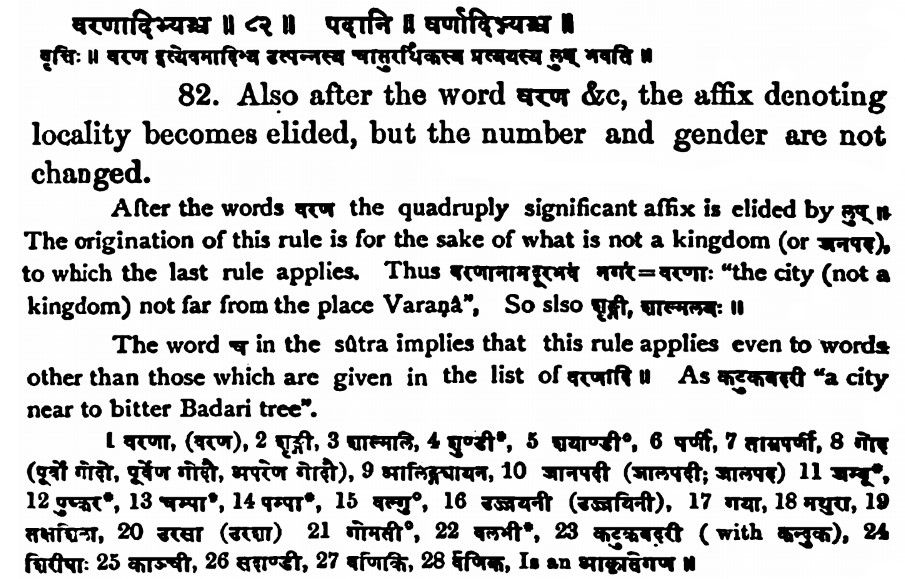 वरणादिभ्यश्च ॥ ८२ ॥ पदानि ॥ वर्णादिभ्यश्च ॥
वृत्तिः ॥ वरण इत्येवमादिभ्य उत्पन्नस्य चातुरर्थिकस्य प्रत्ययस्य लुब् भवति ॥
82. Also after the word वरण &c, the affix denoting
locality becomes elided, but the number and gender are not
changed.
After the words वरण the quadruply significant affix is elided by लुप् ॥
The origination of this rule is for the sake of what is not a kingdom (or जनपद),
to which the last rule applies. Thus वरणानामदूरभवं नगरं=वरणाः "the city (not a
kingdom) not far from the place Varaṇâ", So slso शृङ्गी, शाल्मलयः ॥
The word च in the sûtra implies that this rule applies even to words
other than those which are given in the list of वरणादि ॥ As कटुकबदरी "a city
near to bitter Badari tree".
1 वरणा, (वरण), 2 शृङ्गी, 3 शाल्मलि, 4 शुण्डी°, 5 शयाण्डी°, 6 पर्णी, 7 ताम्रपर्णी, 8 गोद
(पूर्वौ गोदौ, पूर्वेण गोदौ, अपरेण गोदौ), 9 आलिङ्ग्यायन, 10 जानपदी (जालपदी; जालपद) 11 जम्बू°,
12 पुष्कर°, 13 चम्पा°, 14 पम्पा°, 15 वल्गु°, 16 उज्जयनी (उज्जयिनी), 17 गया, 18 मथुरा, 19
तक्षशिला, 20 उरसा (उरशा) 21 गोमती°, 22 वलभी°, 23 कटुकबदरी ( with कन्दुक), 24
शिरीषाः 25 काञ्ची, 26 सदाण्डी, 27 वणिकि, 28 वणिक, Is an आकृतिगण ॥